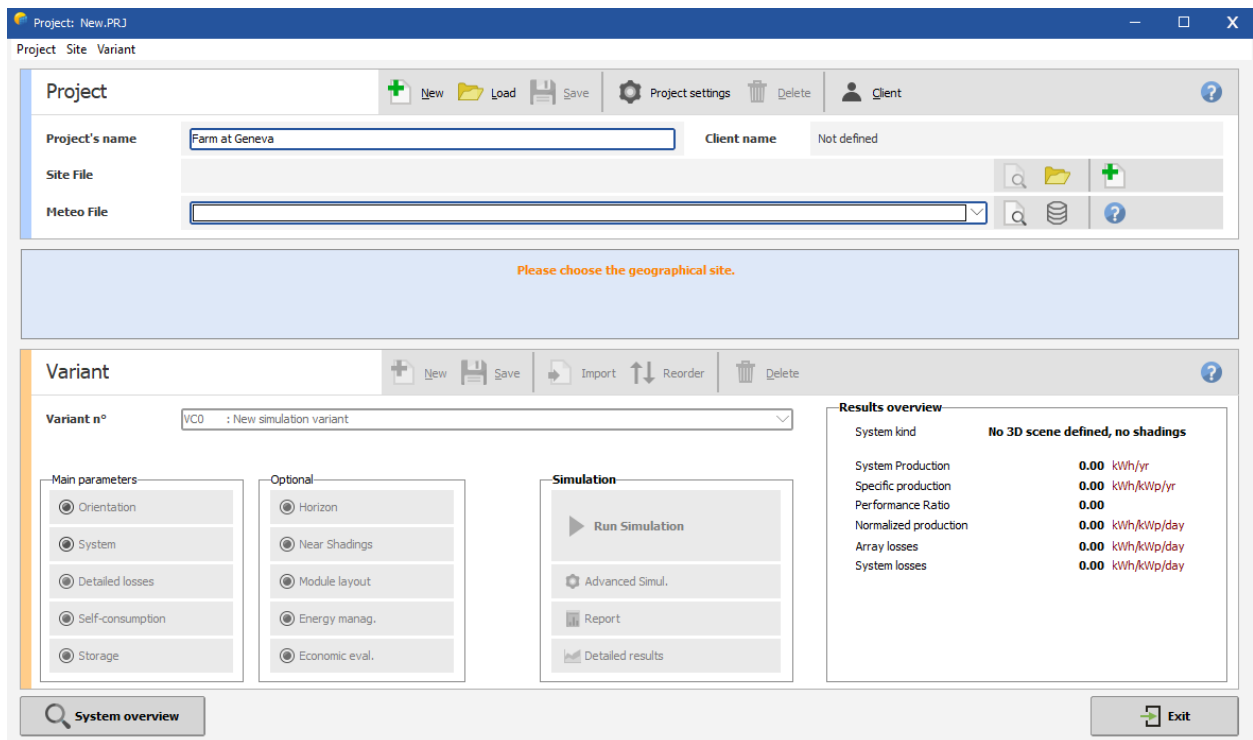 Project: New.PRJ
Project Site Variant
Project
New Load Save Project settings Delete Client
Project's name Farm at Geneva Client name Not defined
Site File
Meteo File
Please choose the geographical site.
Variant
New Save Import Reorder Delete
Variant n° VC0 : New simulation variant
Results overview
System kind No 3D scene defined, no shadings
System Production 0.00 kWh/yr
Specific production 0.00 kWh/kWp/yr
Performance Ratio 0.00
Normalized production 0.00 kWh/kWp/day
Array losses 0.00 kWh/kWp/day
System losses 0.00 kWh/kWp/day
Main parameters
Orientation
System
Detailed losses
Self-consumption
Storage
Optional
Horizon
Near Shadings
Module layout
Energy manag.
Economic eval.
Simulation
Run Simulation
Advanced Simul.
Report
Detailed results
System overview
Exit